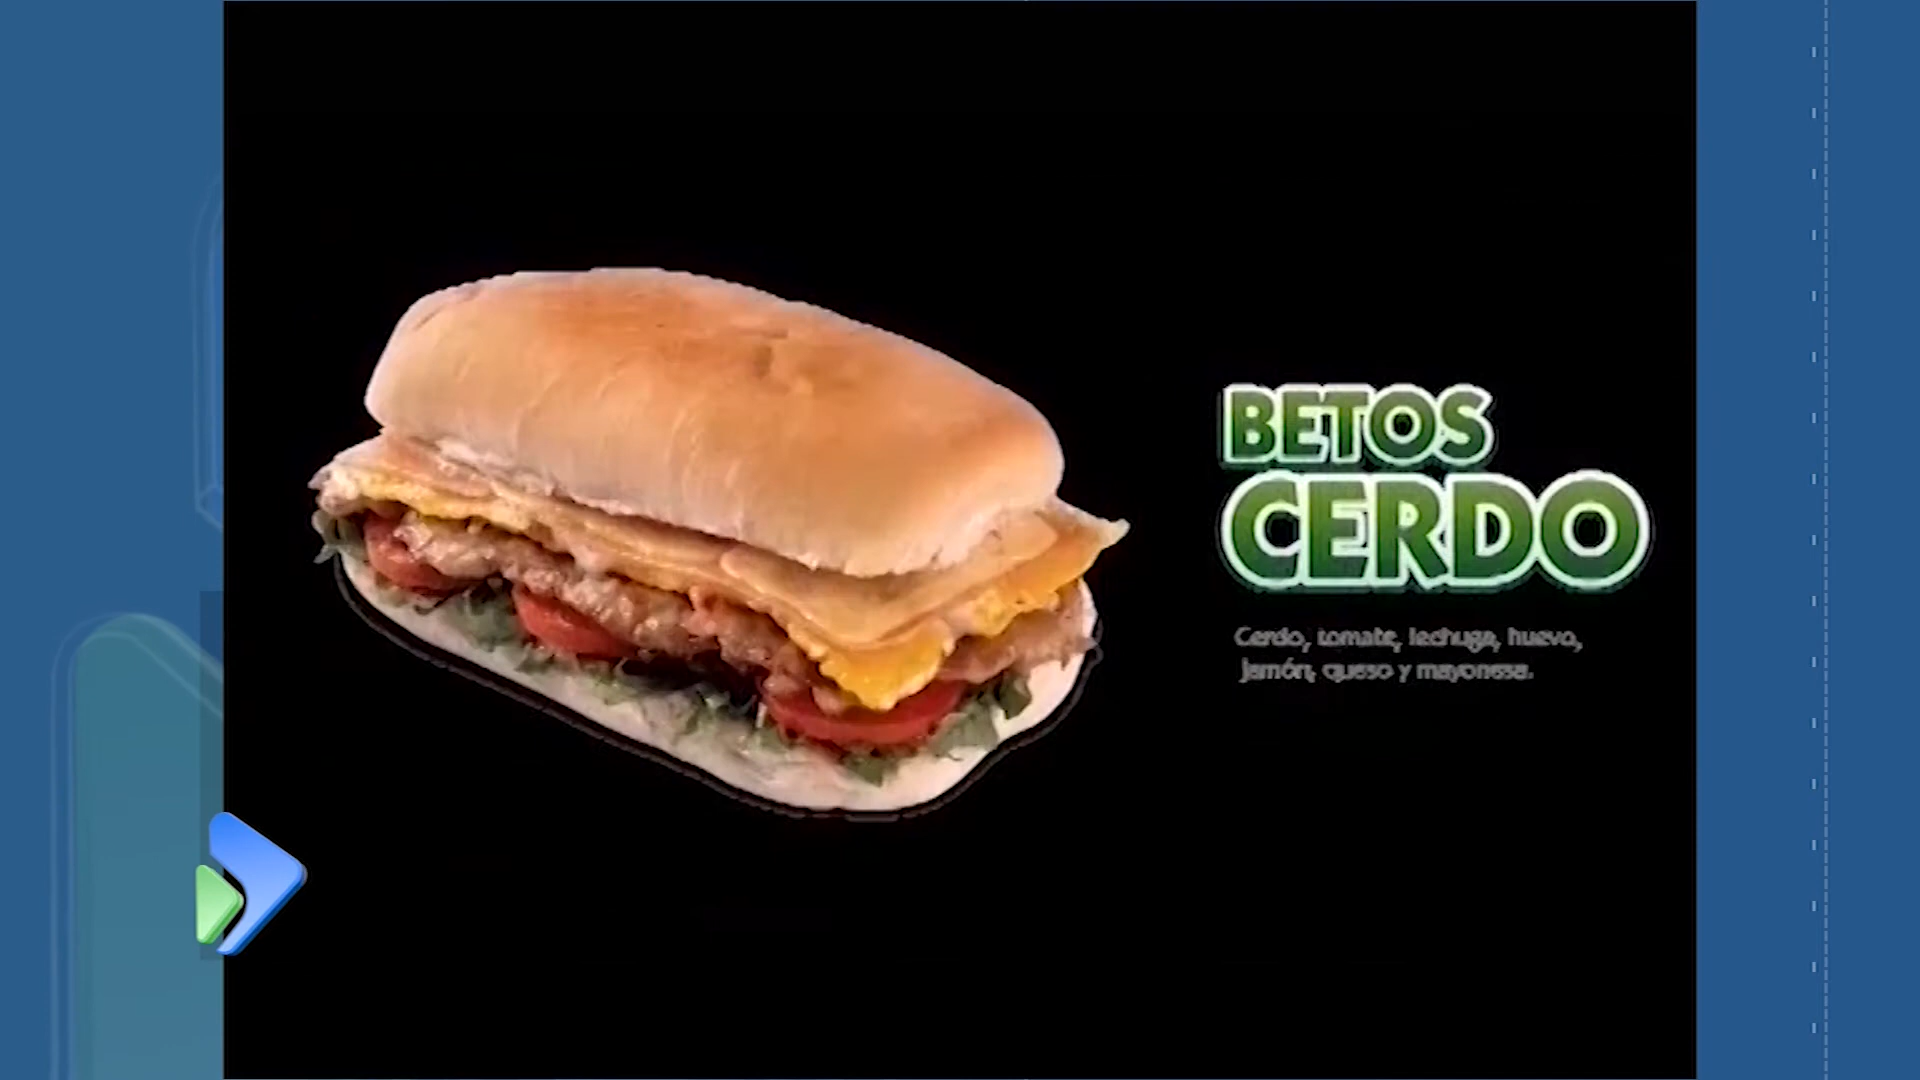 BETOS
CERDO
Cerdo, tomate, lechuga, huevo,
jamón, queso y mayonesa.